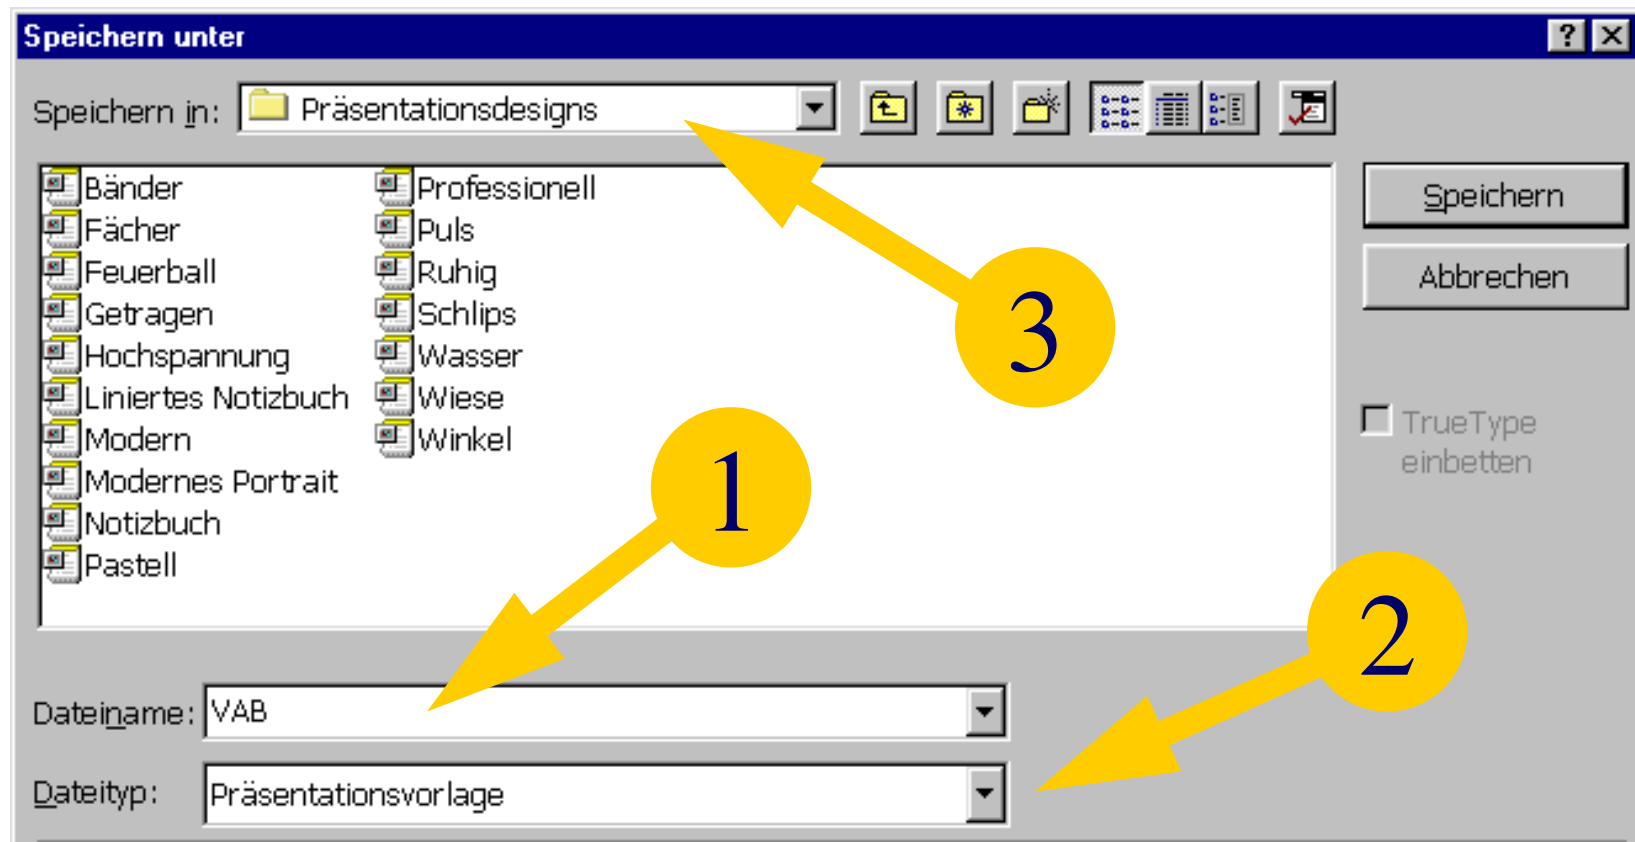 Speichern unter
Speichern in: Präsentationsdesigns
Bänder
Fächer
Feuerball
Getragen
Hochspannung
Liniertes Notizbuch
Modern
Modernes Portrait
Notizbuch
Pastell
Professionell
Puls
Ruhig
Schlips
Wasser
Wiese
Winkel
Speichern
Abbrechen
TrueType
einbetten
3
1
2
Dateiname: VAB
Dateityp: Präsentationsvorlage